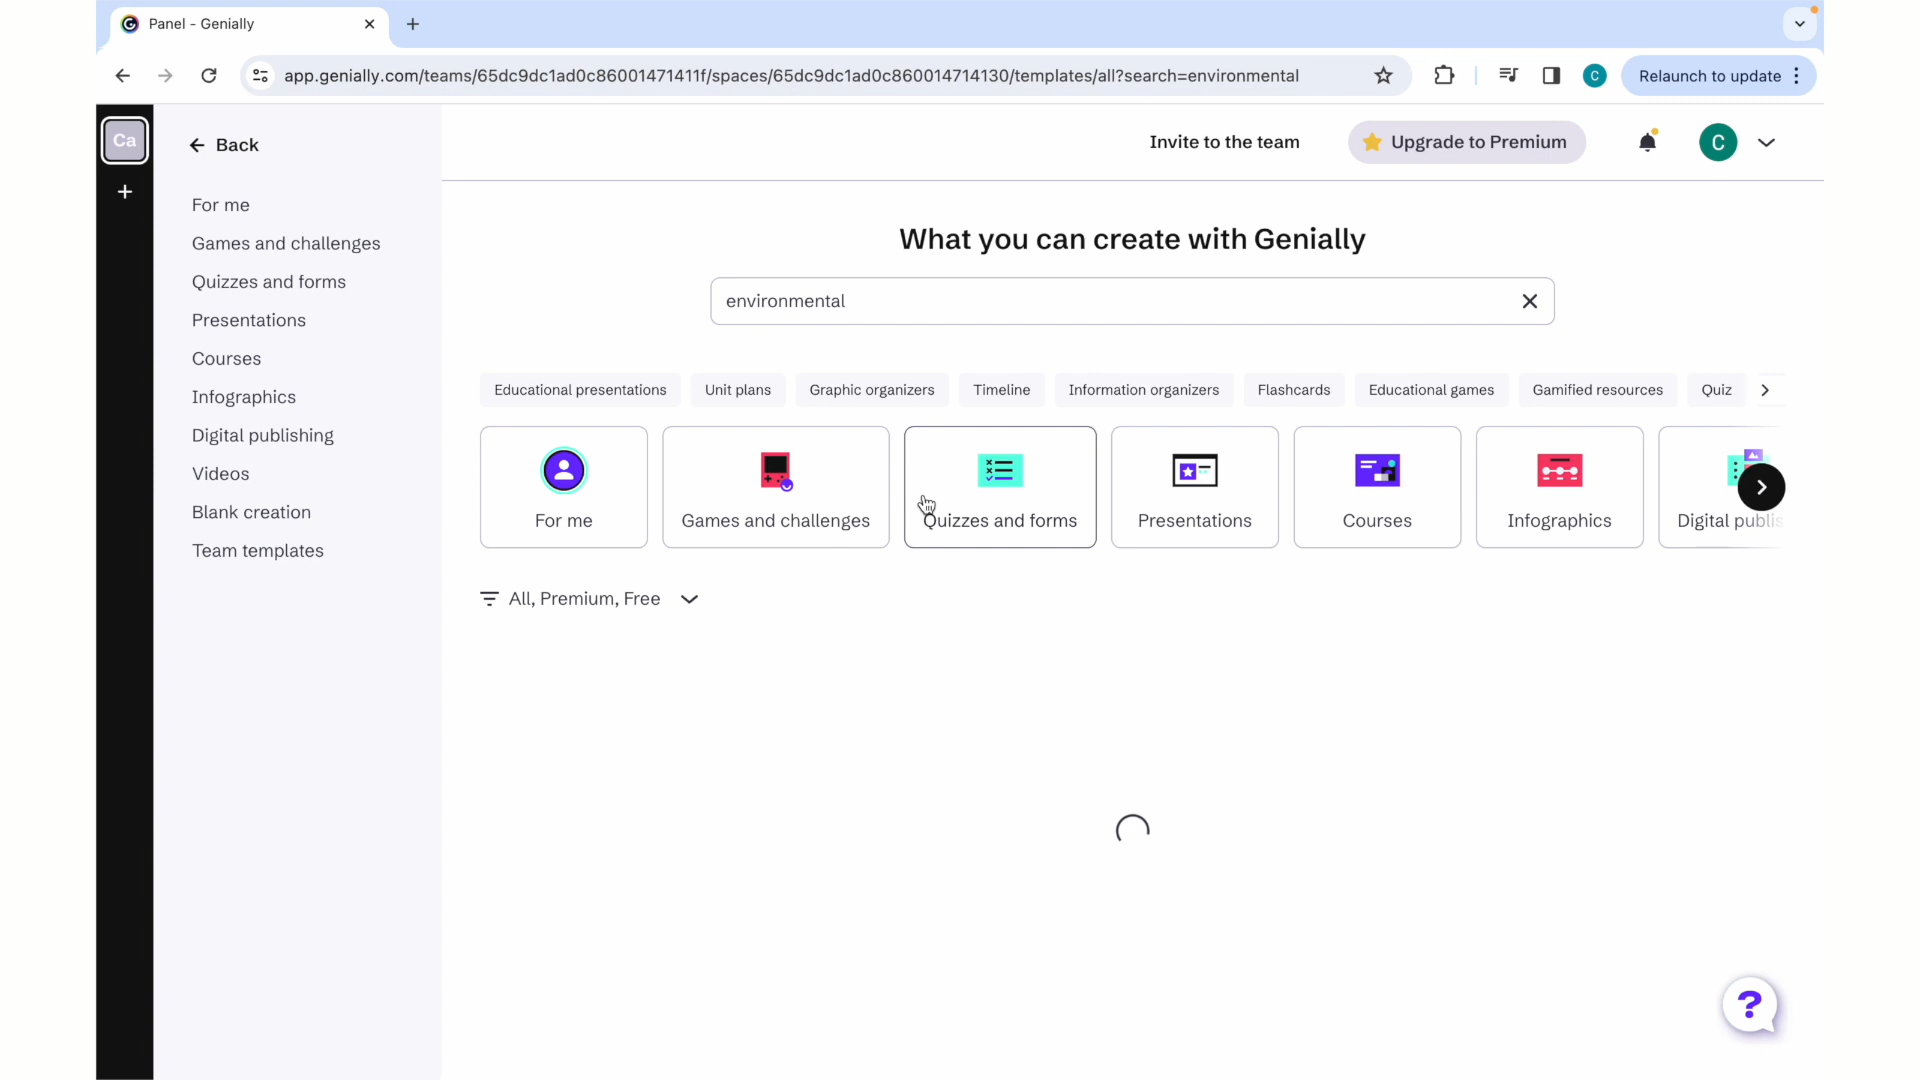 Panel - Genially
app.genially.com/teams/65dc9dc1ad0c86001471411f/spaces/65dc9dc1ad0c860014714130/templates/all?search=environmental
C
Relaunch to update
Ca
Back
Invite to the team
Upgrade to Premium
C
For me
Games and challenges
Quizzes and forms
Presentations
Courses
Infographics
Digital publishing
Videos
Blank creation
Team templates
What you can create with Genially
environmental
Educational presentations
Unit plans
Graphic organizers
Timeline
Information organizers
Flashcards
Educational games
Gamified resources
Quiz
For me
Games and challenges
Quizzes and forms
Presentations
Courses
Infographics
Digital publis
All, Premium, Free
?